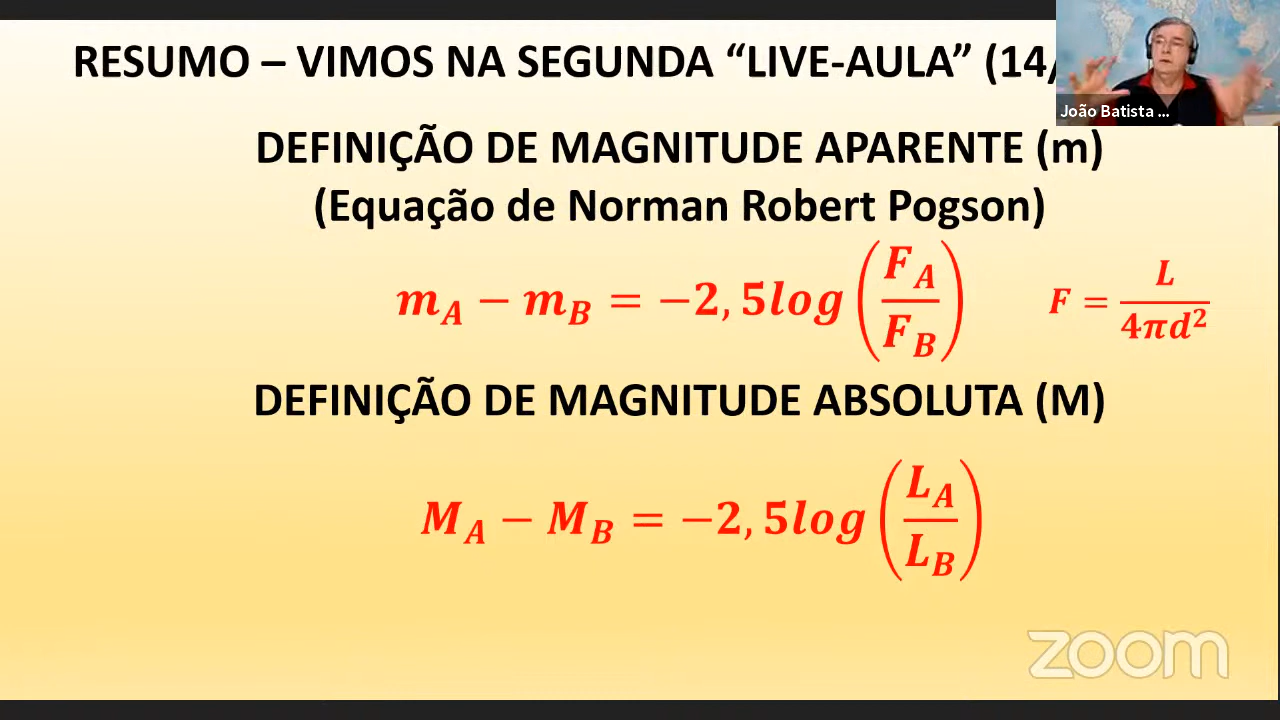 RESUMO – VIMOS NA SEGUNDA “LIVE-AULA” (14/
João Batista ...
DEFINIÇÃO DE MAGNITUDE APARENTE (m)
(Equação de Norman Robert Pogson)
m_A − m_B = −2,5log(F_A/F_B)
F = L/4πd²
DEFINIÇÃO DE MAGNITUDE ABSOLUTA (M)
M_A − M_B = −2,5log(L_A/L_B)
zoom